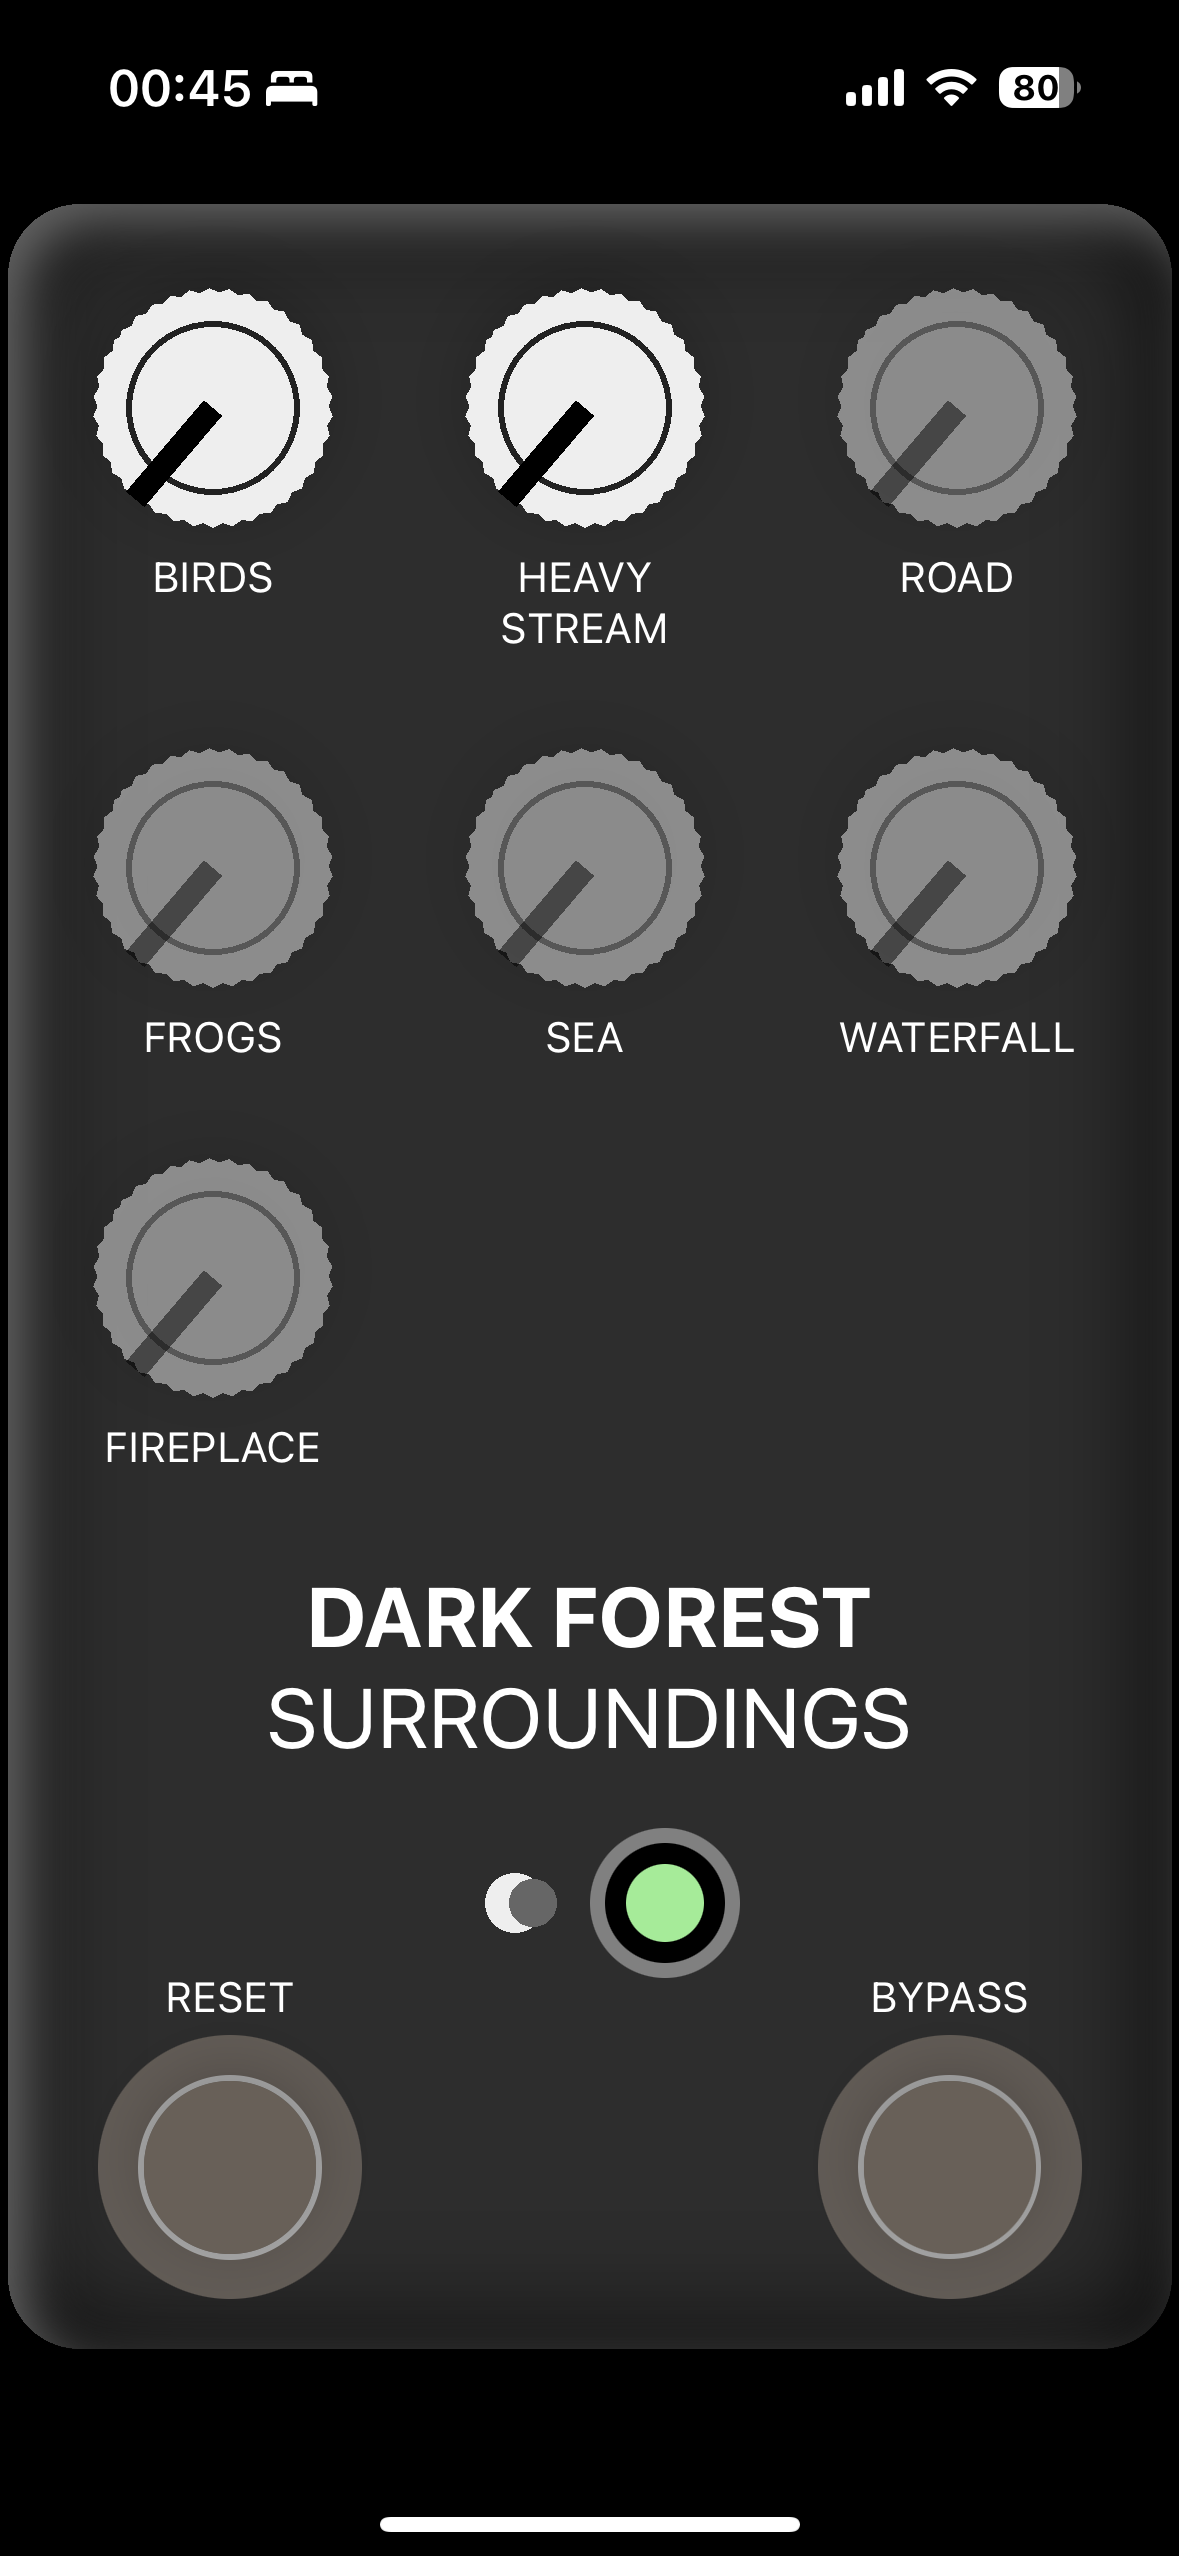 00:45 80
BIRDS HEAVY STREAM ROAD
FROGS SEA WATERFALL
FIREPLACE
DARK FOREST
SURROUNDINGS
RESET BYPASS